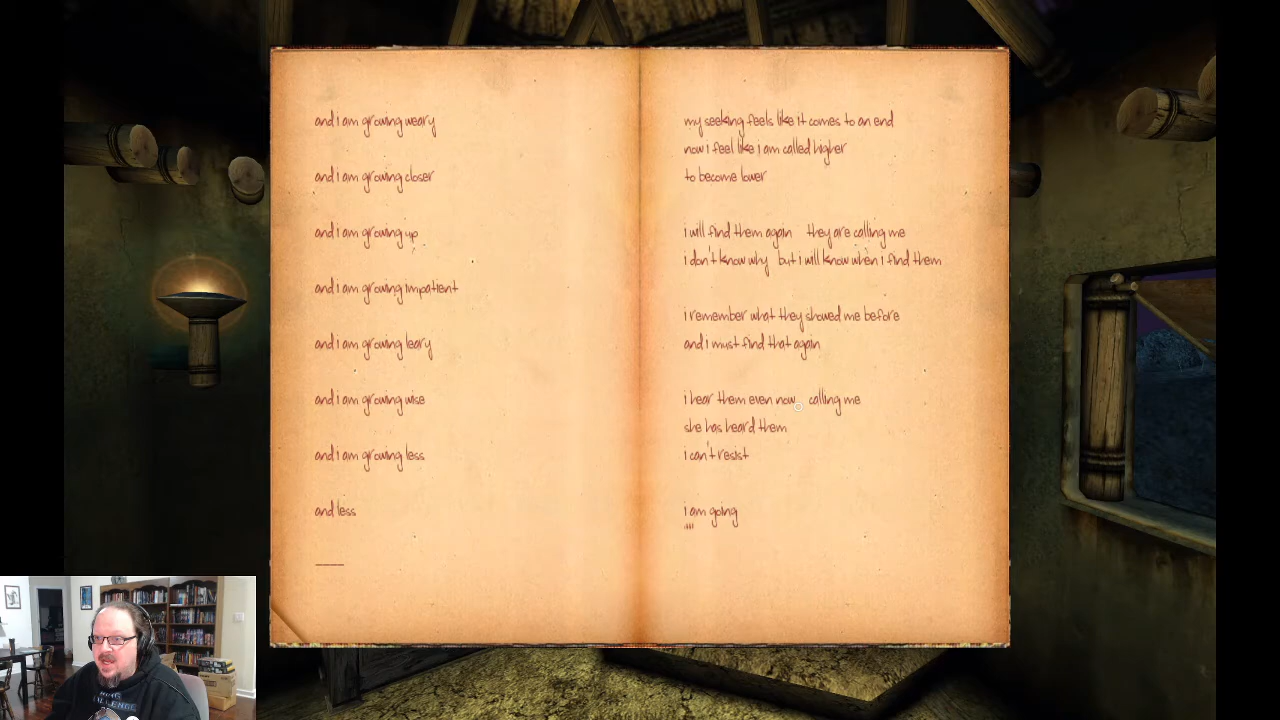 and i am growing weary
and i am growing closer
and i am growing up
and i am growing impatient
and i am growing leary
and i am growing wise
and i am growing less
and less
my seeking feels like it comes to an end
now i feel like i am called higher
to become lower
i will find them again they are calling me
i don't know why but i will know when i find them
i remember what they showed me before
and i must find that again
i hear them even now calling me
she has heard them
i can't resist
i am going